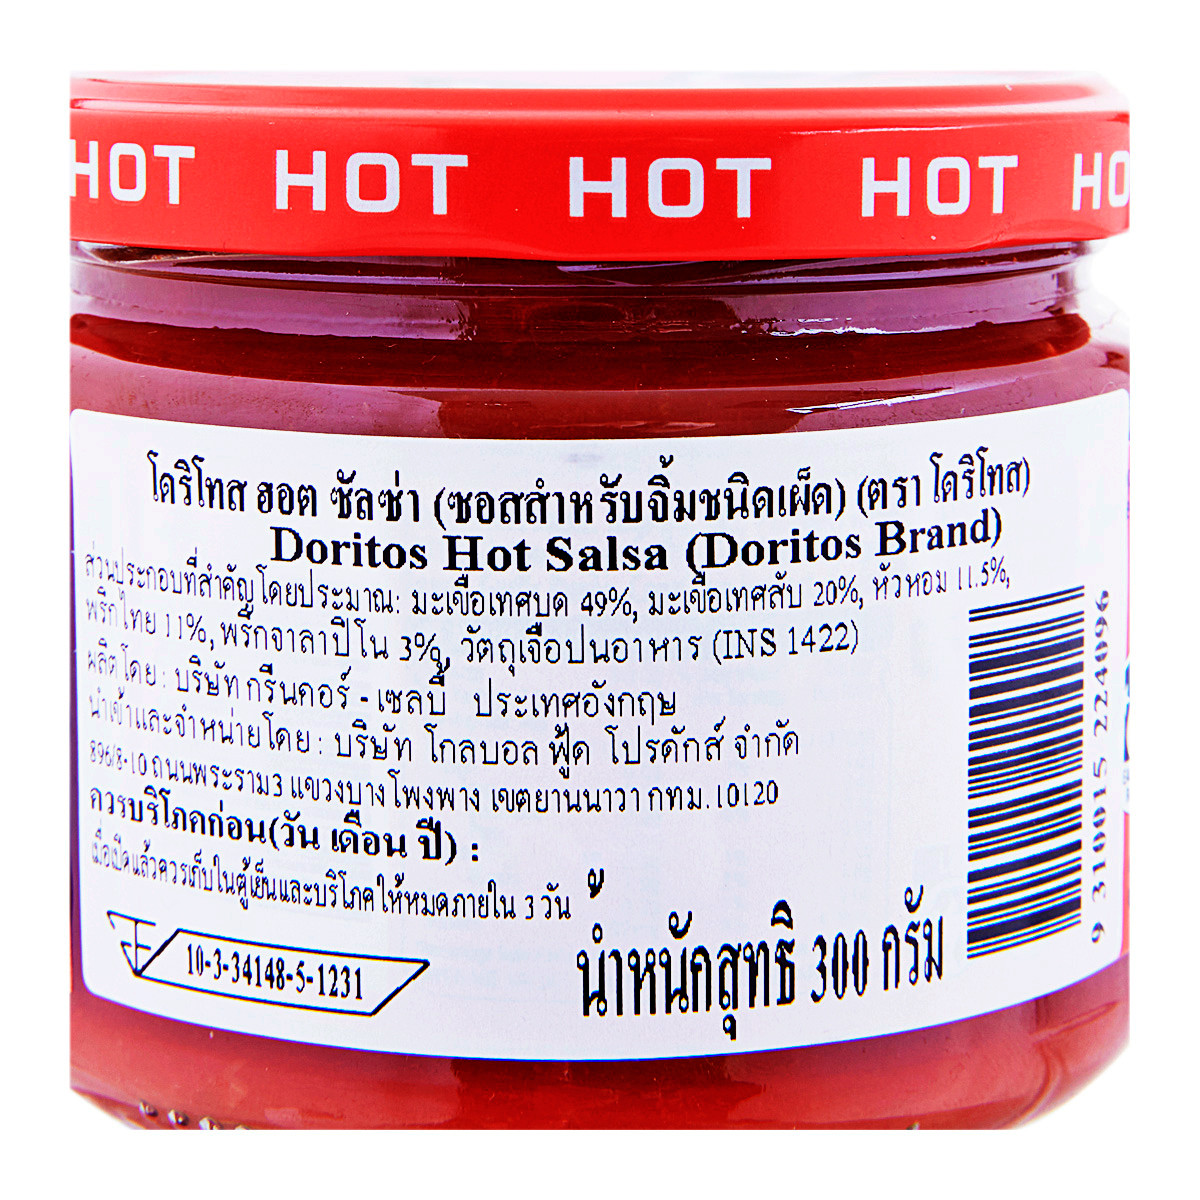 HOT HOT HOT HOT HO
โดริโทส ฮอต ซัลซ่า (ซอสสำหรับจิ้มชนิดเผ็ด) (ตรา โดริโทส)
Doritos Hot Salsa (Doritos Brand)
ส่วนประกอบที่สำคัญโดยประมาณ: มะเขือเทศบด 49%, มะเขือเทศสับ 20%, หัวหอม 11.5%,
พริกไทย 11%, พริกจาลาปิโน 3%, วัตถุเจือปนอาหาร (INS 1422)
ผลิตโดย : บริษัท กรีนคอร์ - เซลบี้ ประเทศอังกฤษ
นำเข้าและจำหน่ายโดย : บริษัท โกลบอล ฟู้ด โปรดักส์ จำกัด
896/8-10 ถนนพระราม3 แขวงบางโพงพาง เขตยานนาวา กทม. 10120
ควรบริโภคก่อน(วัน เดือน ปี) :
เมื่อเปิดแล้วควรเก็บในตู้เย็นและบริโภคให้หมดภายใน 3 วัน
10-3-34148-5-1231
น้ำหนักสุทธิ 300 กรัม
9 310015 224096